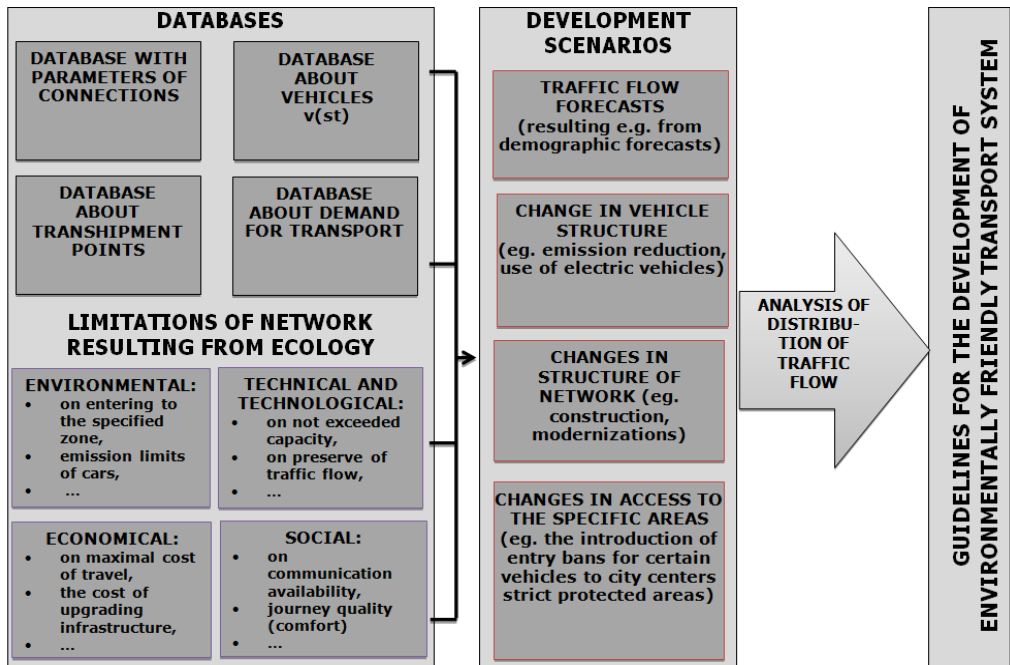 DATABASES
DATABASE WITH
PARAMETERS OF
CONNECTIONS
DATABASE
ABOUT
VEHICLES
v(st)
DATABASE
ABOUT
TRANSHIPMENT
POINTS
DATABASE
ABOUT DEMAND
FOR TRANSPORT
LIMITATIONS OF NETWORK
RESULTING FROM ECOLOGY
ENVIRONMENTAL:
• on entering to
the specified
zone,
• emission limits
of cars,
• ...
TECHNICAL AND
TECHNOLOGICAL:
• on not exceeded
capacity,
• on preserve of
traffic flow,
• ...
ECONOMICAL:
• on maximal cost
of travel,
• the cost of
upgrading
infrastructure,
• ...
SOCIAL:
• on
communication
availability,
• journey quality
(comfort)
• ...
DEVELOPMENT
SCENARIOS
TRAFFIC FLOW
FORECASTS
(resulting e.g. from
demographic forecasts)
CHANGE IN VEHICLE
STRUCTURE
(eg. emission reduction,
use of electric vehicles)
CHANGES IN
STRUCTURE OF
NETWORK (eg.
construction,
modernizations)
CHANGES IN ACCESS TO
THE SPECIFIC AREAS
(eg. the introduction of
entry bans for certain
vehicles to city centers
strict protected areas)
ANALYSIS OF
DISTRIBU-
TION OF
TRAFFIC
FLOW
GUIDELINES FOR THE DEVELOPMENT OF
ENVIRONMENTALLY FRIENDLY TRANSPORT SYSTEM